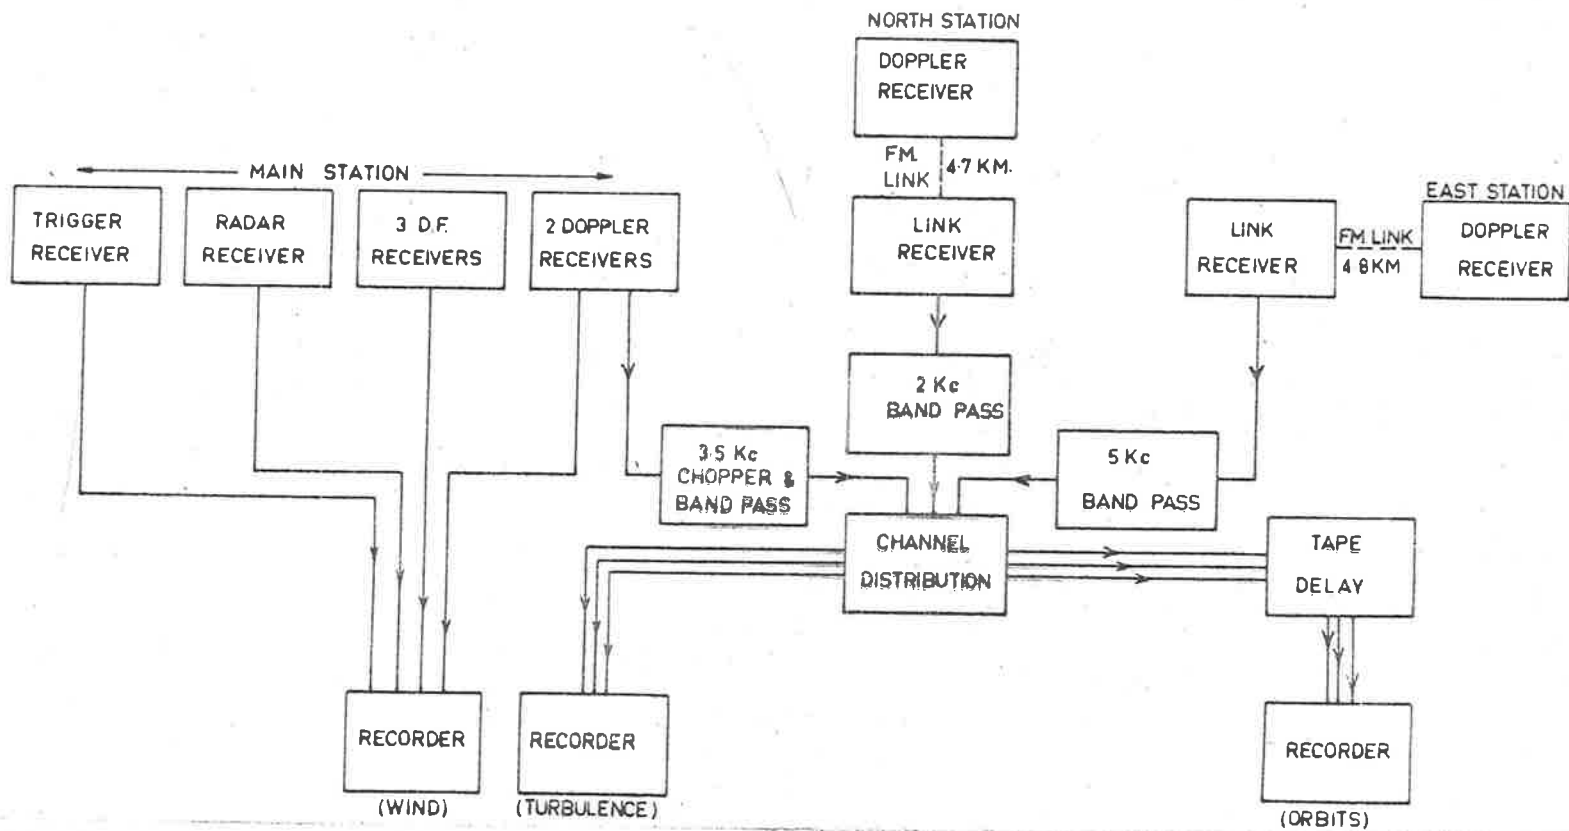 NORTH STATION
DOPPLER
RECEIVER
FM.
LINK
4·7 KM.
MAIN STATION
TRIGGER
RECEIVER
RADAR
RECEIVER
3 D.F.
RECEIVERS
2 DOPPLER
RECEIVERS
LINK
RECEIVER
LINK
RECEIVER
FM. LINK
4·8 KM
EAST STATION
DOPPLER
RECEIVER
2 Kc
BAND PASS
3·5 Kc
CHOPPER &
BAND PASS
5 Kc
BAND PASS
CHANNEL
DISTRIBUTION
TAPE
DELAY
RECORDER
(WIND)
RECORDER
(TURBULENCE)
RECORDER
(ORBITS)